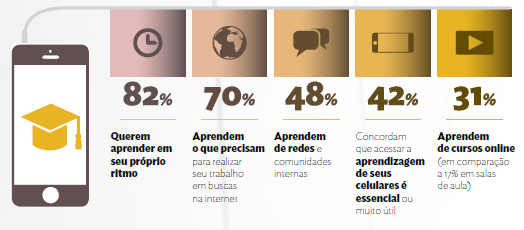 82%
Querem
aprender em
seu próprio
ritmo
70%
Aprendem
o que precisam
para realizar
seu trabalho
em buscas
na internet
48%
Aprendem
de redes e
comunidades
internas
42%
Concordam
que acessar a
aprendizagem
de seus
celulares é
essencial ou
muito útil
31%
Aprendem
de cursos online
(em comparação
a 17% em salas
de aula)